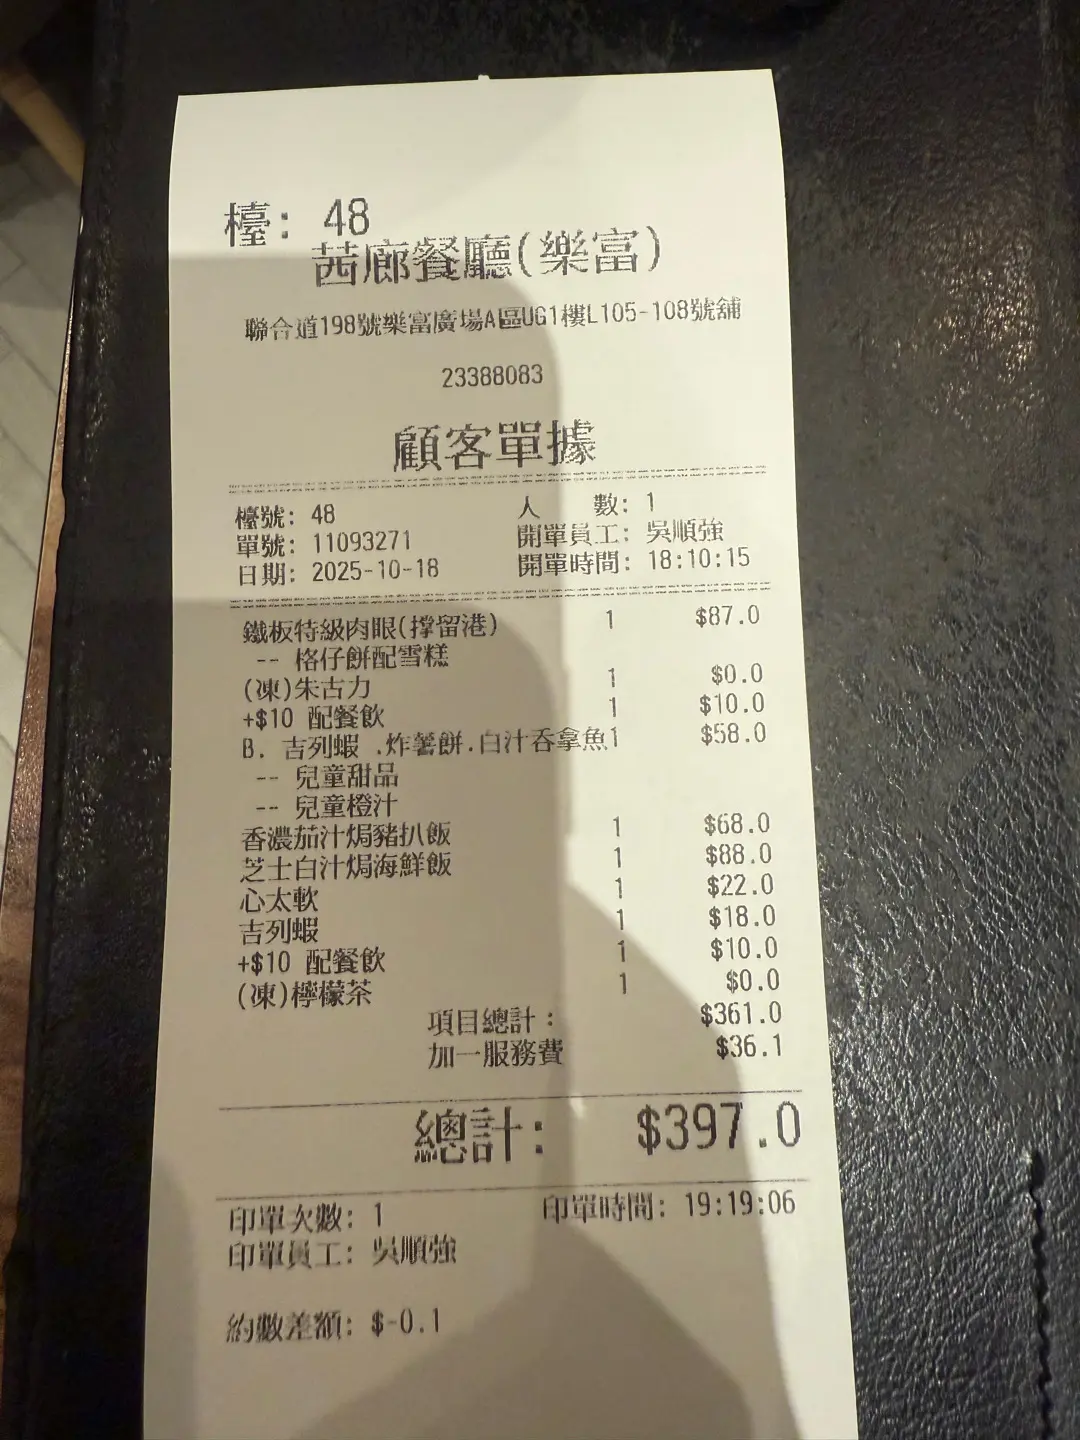 檯: 48
茜廊餐廳(樂富)
聯合道198號樂富廣場A區UG1樓L105-108號舖
23388083
顧客單據
檯號: 48 人 數: 1
單號: 11093271 開單員工: 吳順強
日期: 2025-10-18 開單時間: 18:10:15
鐵板特級肉眼(撐留港) 1 $87.0
-- 格仔餅配雪糕
(凍)朱古力 1 $0.0
+$10 配餐飲 1 $10.0
B. 吉列蝦 .炸薯餅.白汁吞拿魚1 $58.0
-- 兒童甜品
-- 兒童橙汁
香濃茄汁焗豬扒飯 1 $68.0
芝士白汁焗海鮮飯 1 $88.0
心太軟 1 $22.0
吉列蝦 1 $18.0
+$10 配餐飲 1 $10.0
(凍)檸檬茶 1 $0.0
項目總計: $361.0
加一服務費 $36.1
總計: $397.0
印單次數: 1 印單時間: 19:19:06
印單員工: 吳順強
約數差額: $-0.1